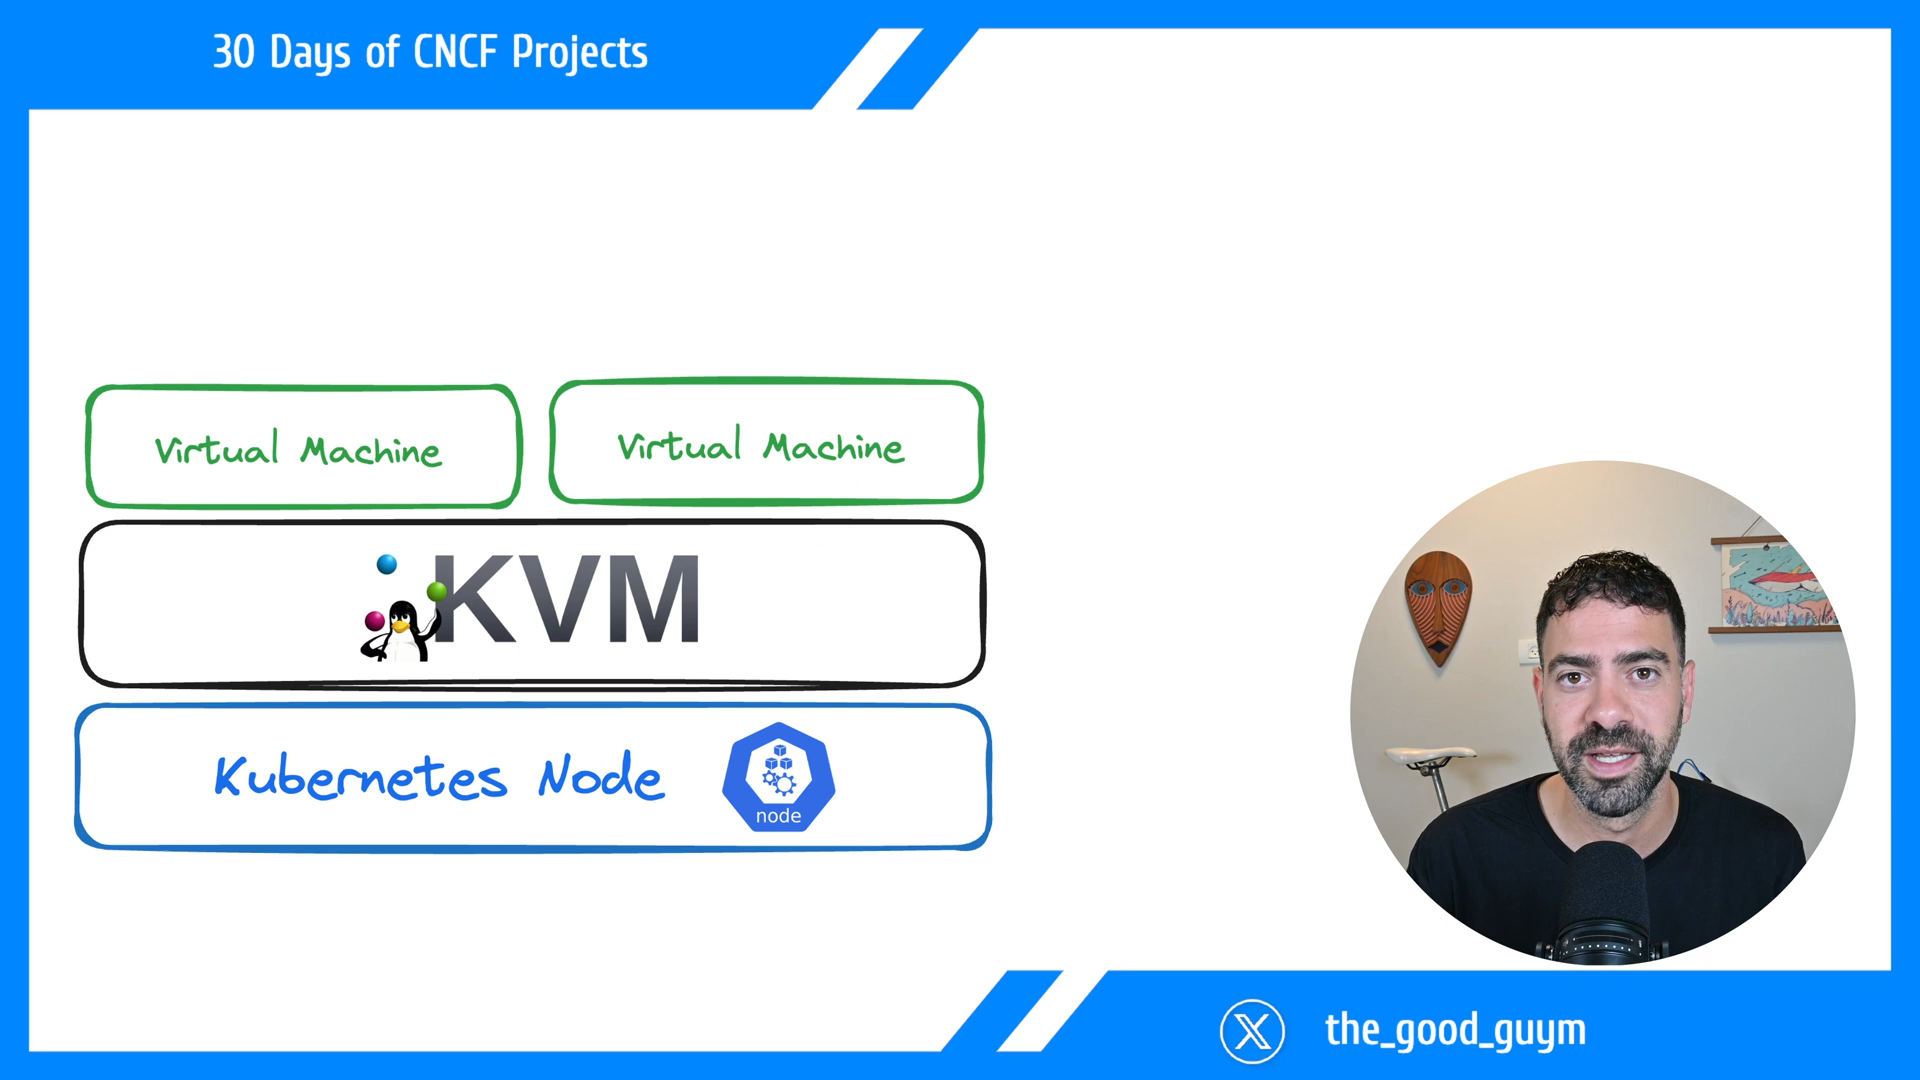 30 Days of CNCF Projects
Virtual Machine
Virtual Machine
KVM
Kubernetes Node
node
the_good_guym